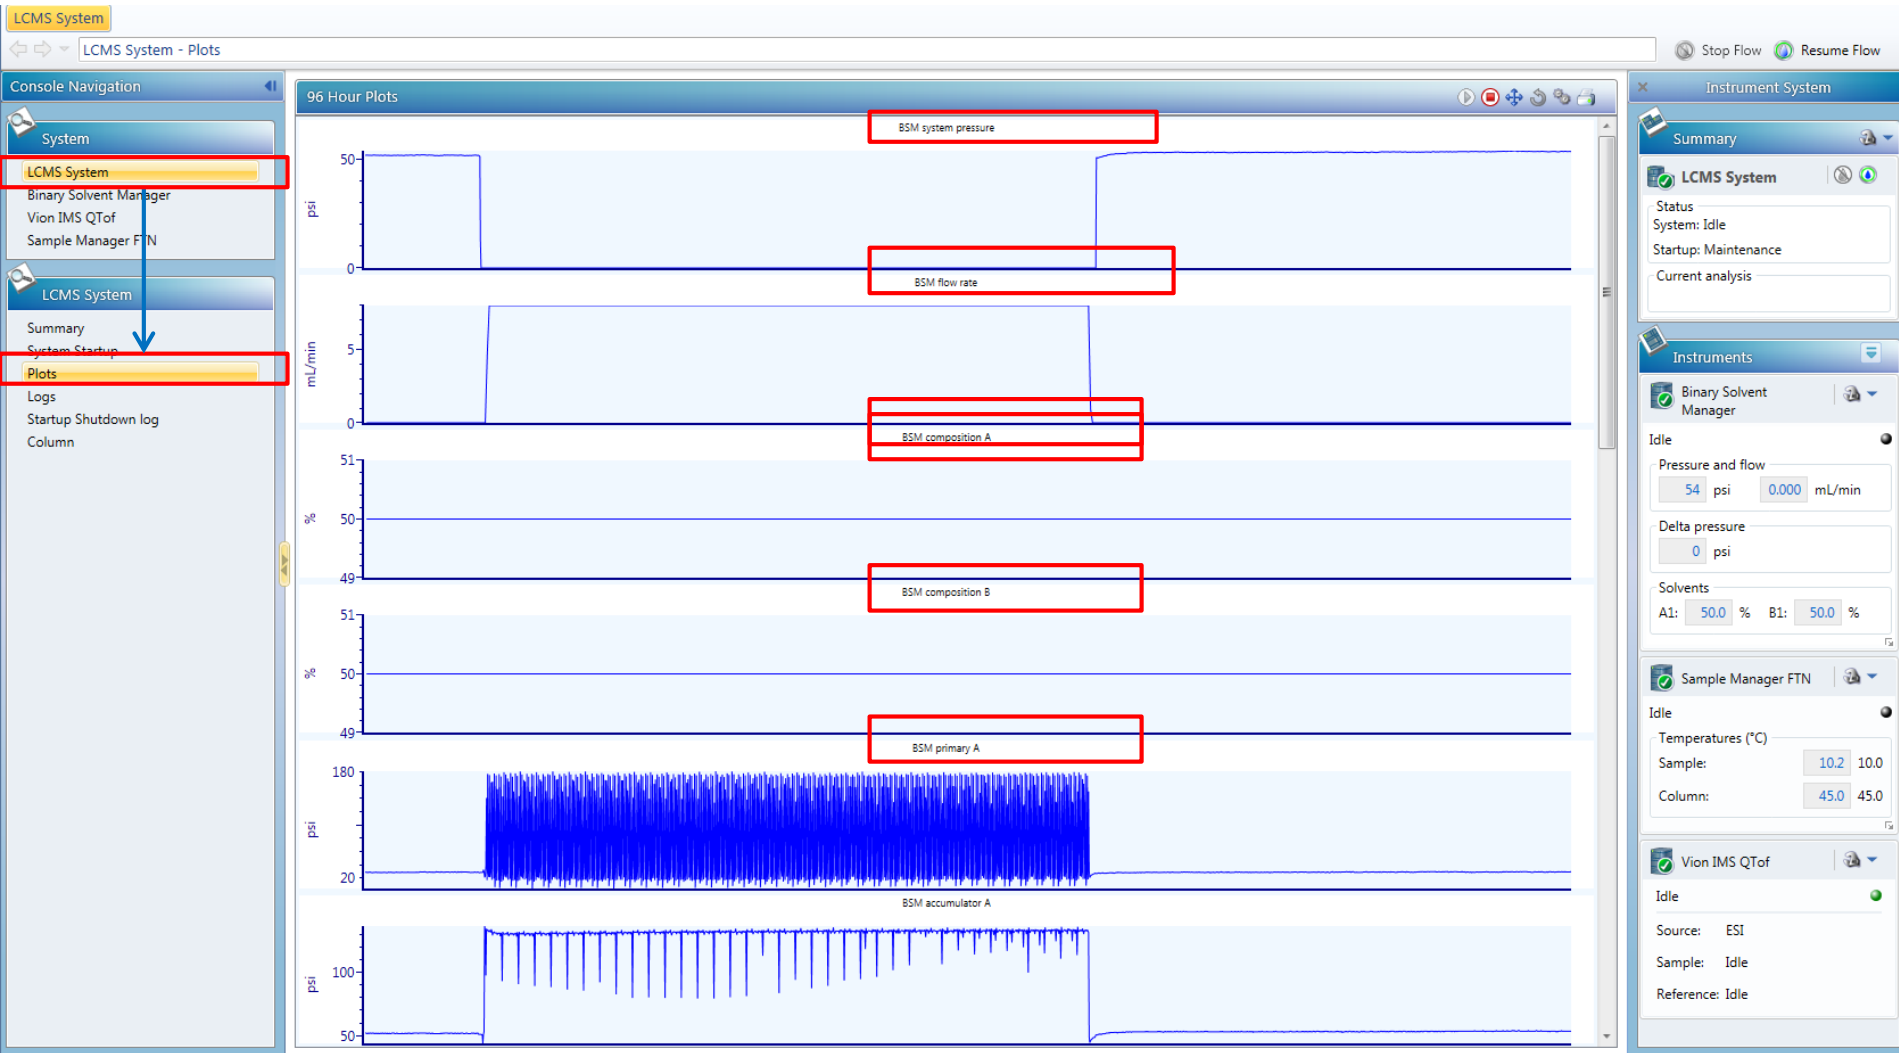 LCMS System
LCMS System - Plots
Stop Flow
Resume Flow
Console Navigation
System
LCMS System
Binary Solvent Manager
Vion IMS QTof
Sample Manager FTN
LCMS System
Summary
System Startup
Plots
Logs
Startup Shutdown log
Column
96 Hour Plots
BSM system pressure
50
psi
0
BSM flow rate
mL/min
5
0
BSM composition A
51
%
50
49
BSM composition B
51
%
50
49
BSM primary A
180
psi
20
BSM accumulator A
psi
100
50
Instrument System
Summary
LCMS System
Status
System: Idle
Startup: Maintenance
Current analysis
Instruments
Binary Solvent
Manager
Idle
Pressure and flow
54 psi 0.000 mL/min
Delta pressure
0 psi
Solvents
A1: 50.0 % B1: 50.0 %
Sample Manager FTN
Idle
Temperatures (°C)
Sample: 10.2 10.0
Column: 45.0 45.0
Vion IMS QTof
Idle
Source: ESI
Sample: Idle
Reference: Idle